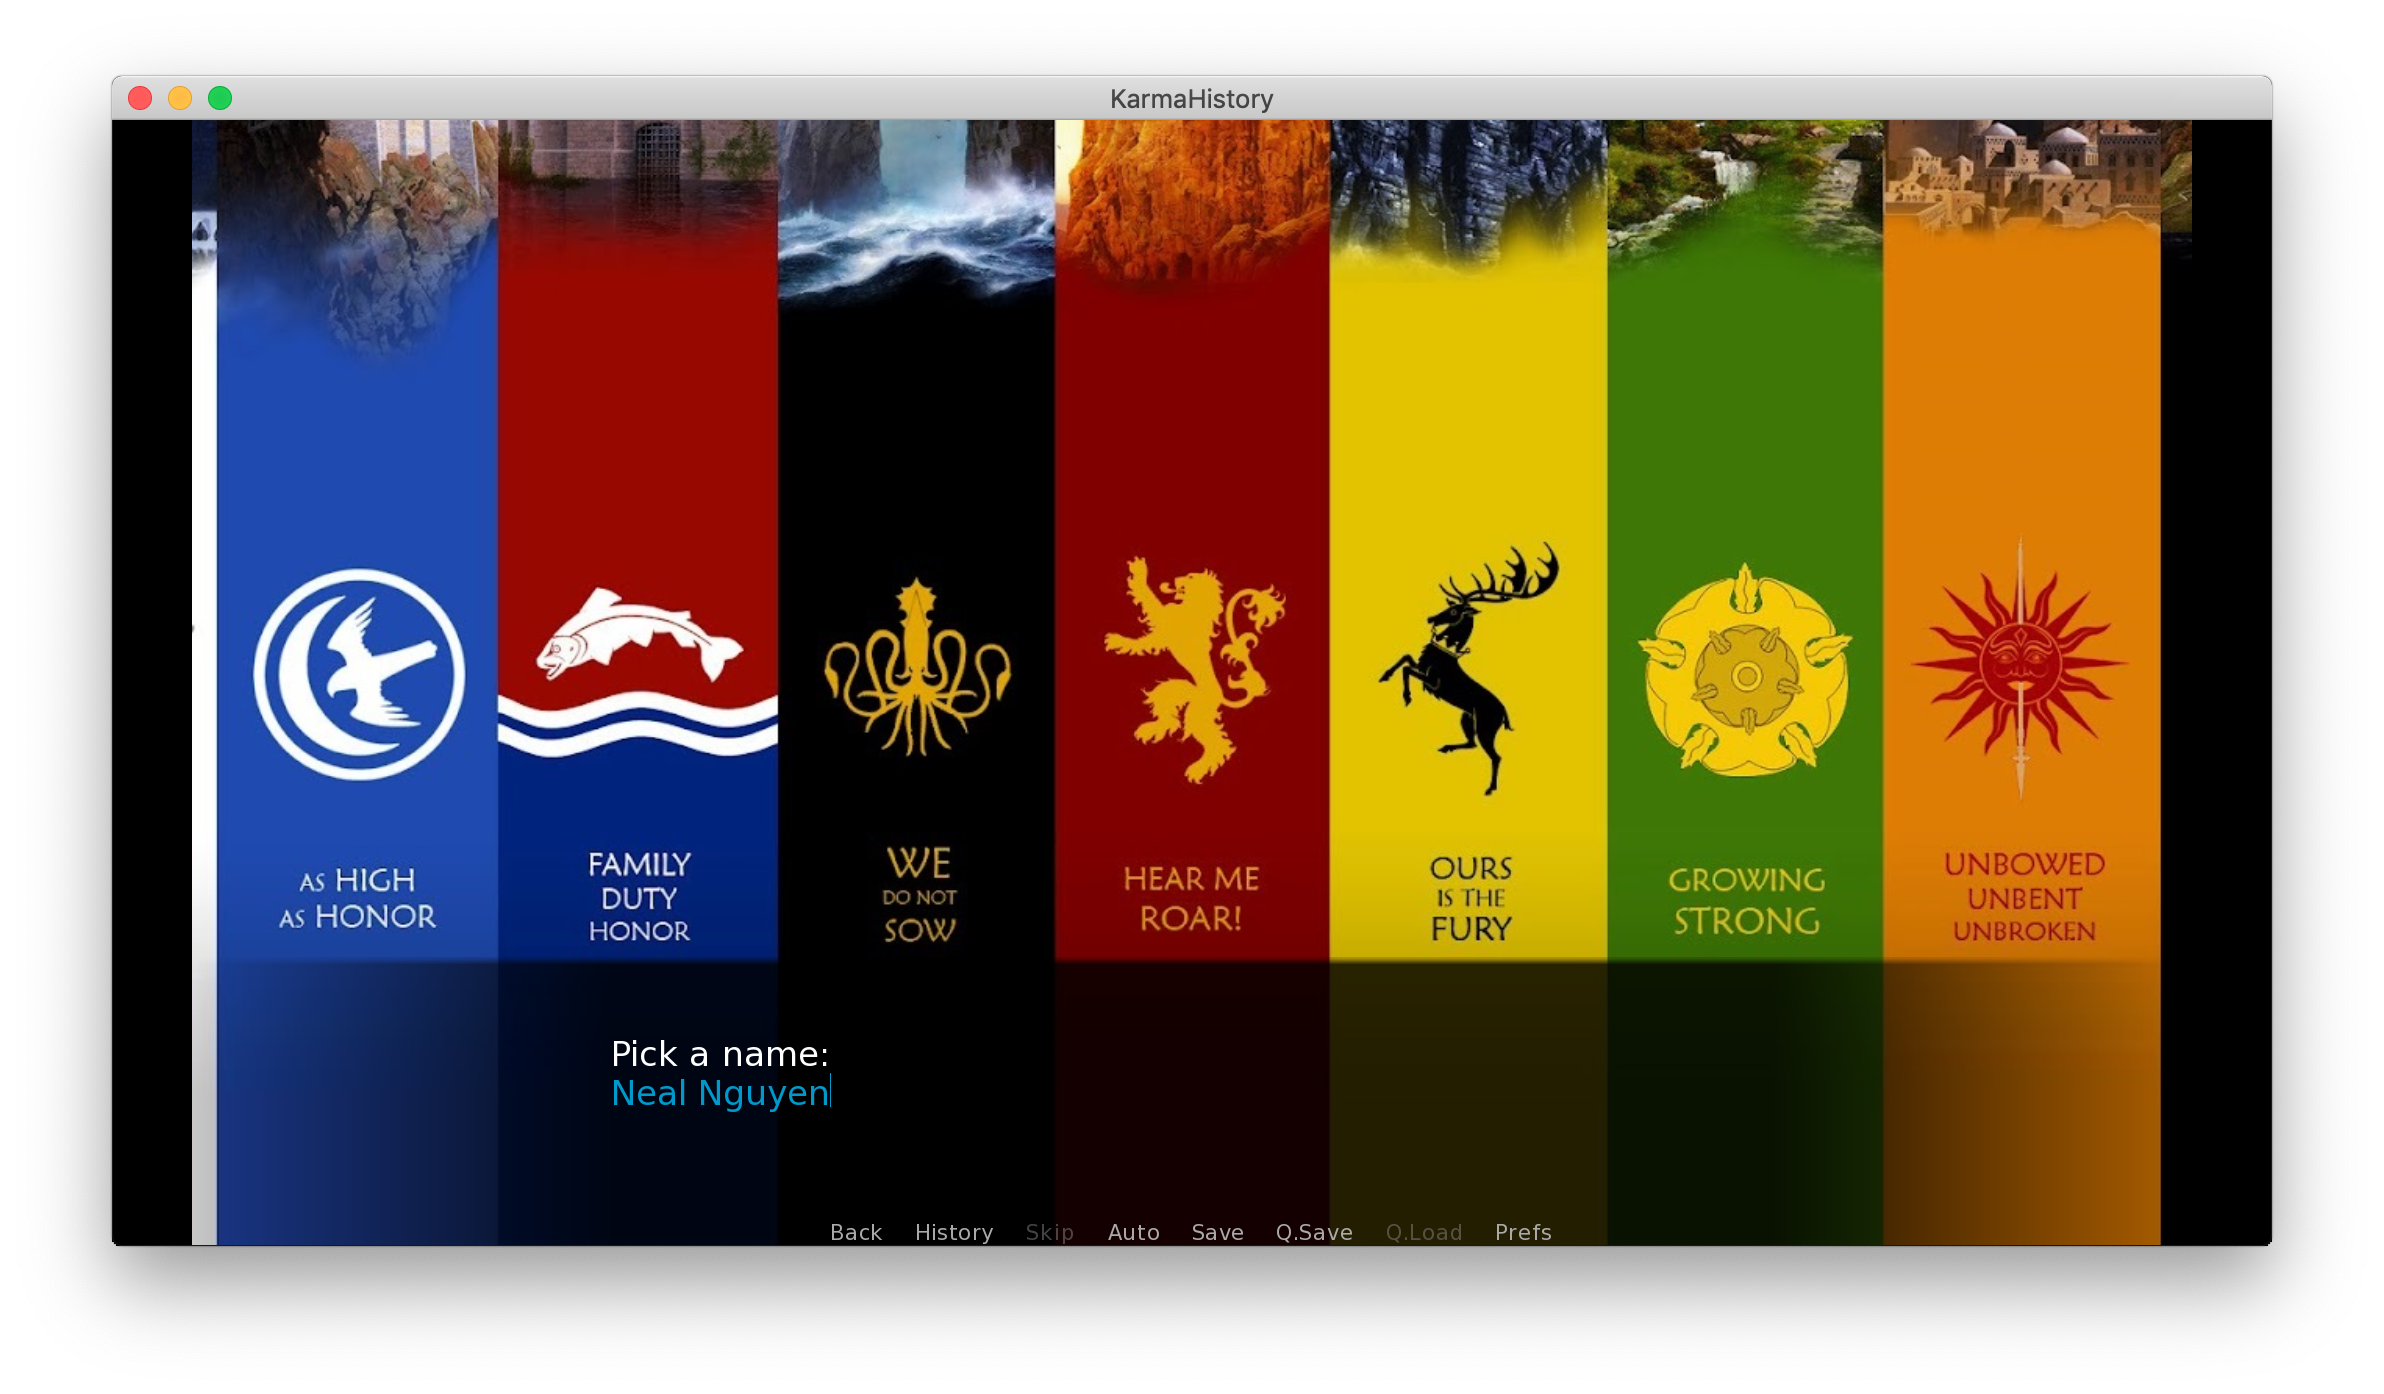 KarmaHistory
AS HIGH
AS HONOR
FAMILY
DUTY
HONOR
WE
DO NOT
SOW
HEAR ME
ROAR!
OURS
IS THE
FURY
GROWING
STRONG
UNBOWED
UNBENT
UNBROKEN
Pick a name:
Neal Nguyen
Back History Skip Auto Save Q.Save Q.Load Prefs